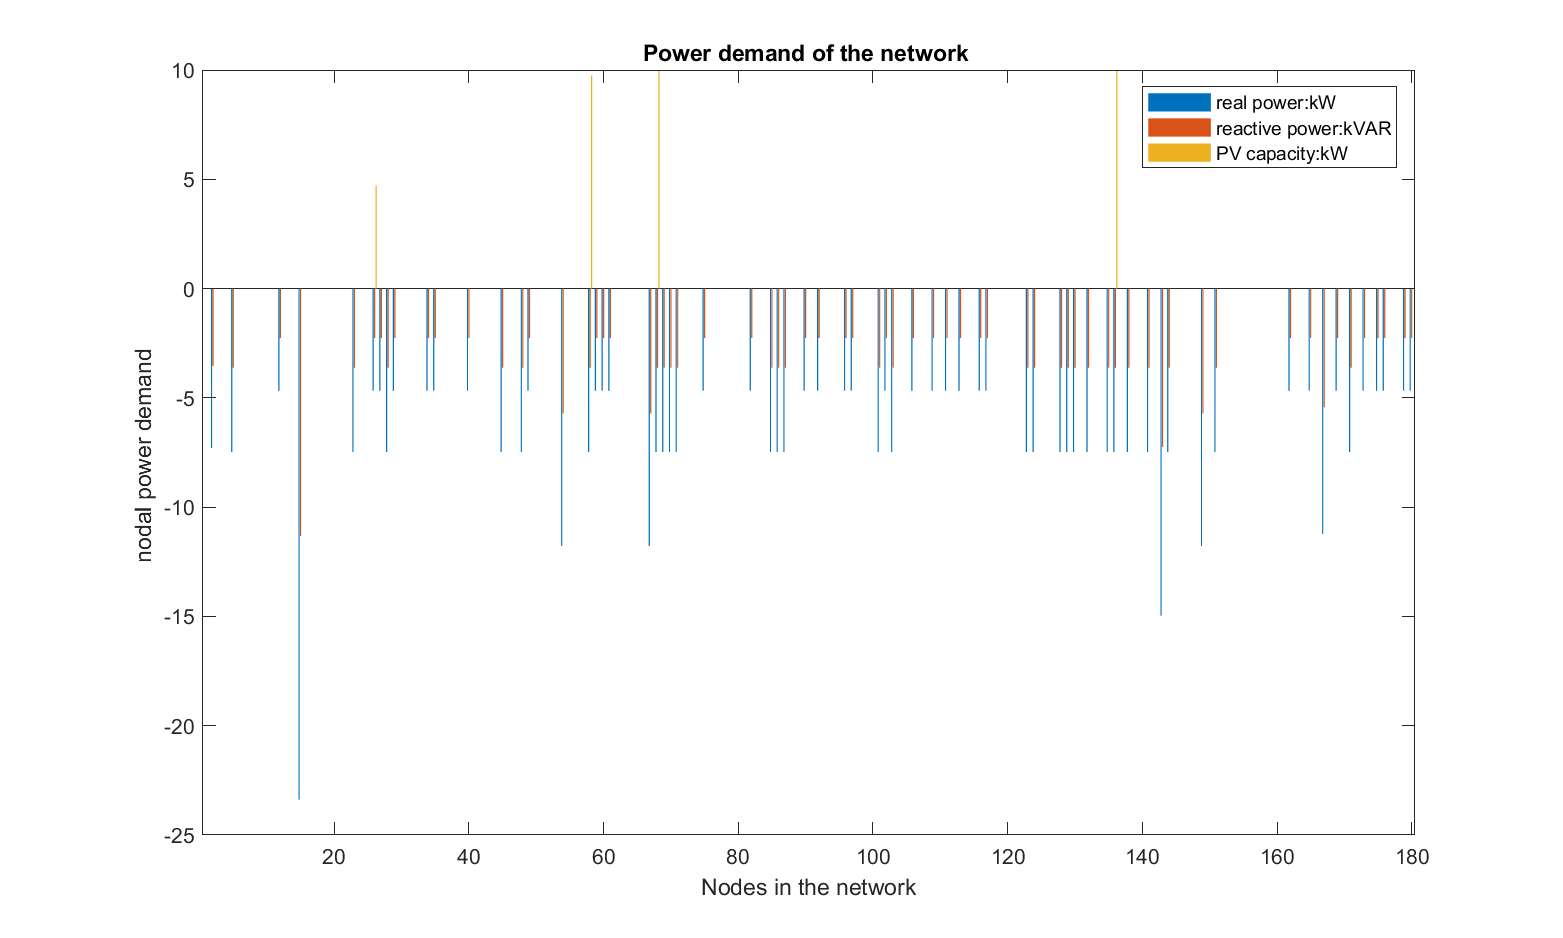 Power demand of the network
10
5
0
-5
-10
-15
-20
-25
nodal power demand
real power:kW
reactive power:kVAR
PV capacity:kW
20 40 60 80 100 120 140 160 180
Nodes in the network